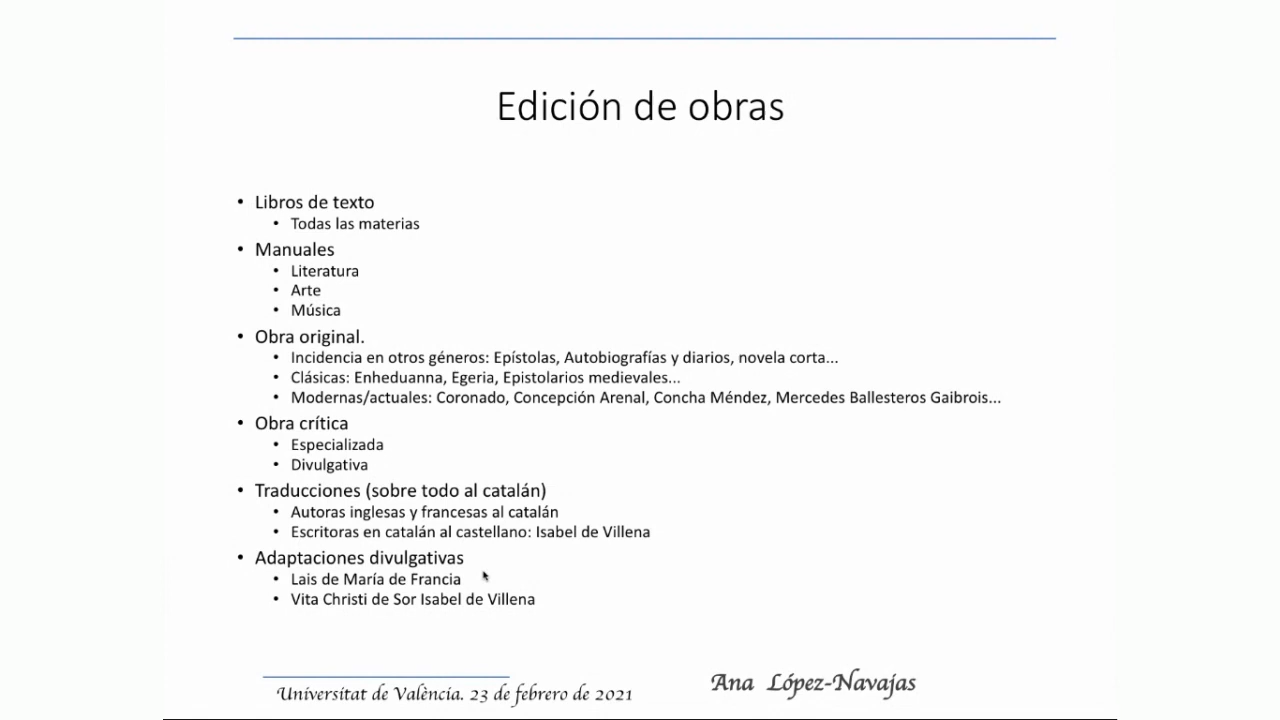 Edición de obras
• Libros de texto
• Todas las materias
• Manuales
• Literatura
• Arte
• Música
• Obra original.
• Incidencia en otros géneros: Epístolas, Autobiografías y diarios, novela corta...
• Clásicas: Enheduanna, Egeria, Epistolarios medievales...
• Modernas/actuales: Coronado, Concepción Arenal, Concha Méndez, Mercedes Ballesteros Gaibrois...
• Obra crítica
• Especializada
• Divulgativa
• Traducciones (sobre todo al catalán)
• Autoras inglesas y francesas al catalán
• Escritoras en catalán al castellano: Isabel de Villena
• Adaptaciones divulgativas
• Lais de María de Francia
• Vita Christi de Sor Isabel de Villena
Universitat de València. 23 de febrero de 2021
Ana López-Navajas